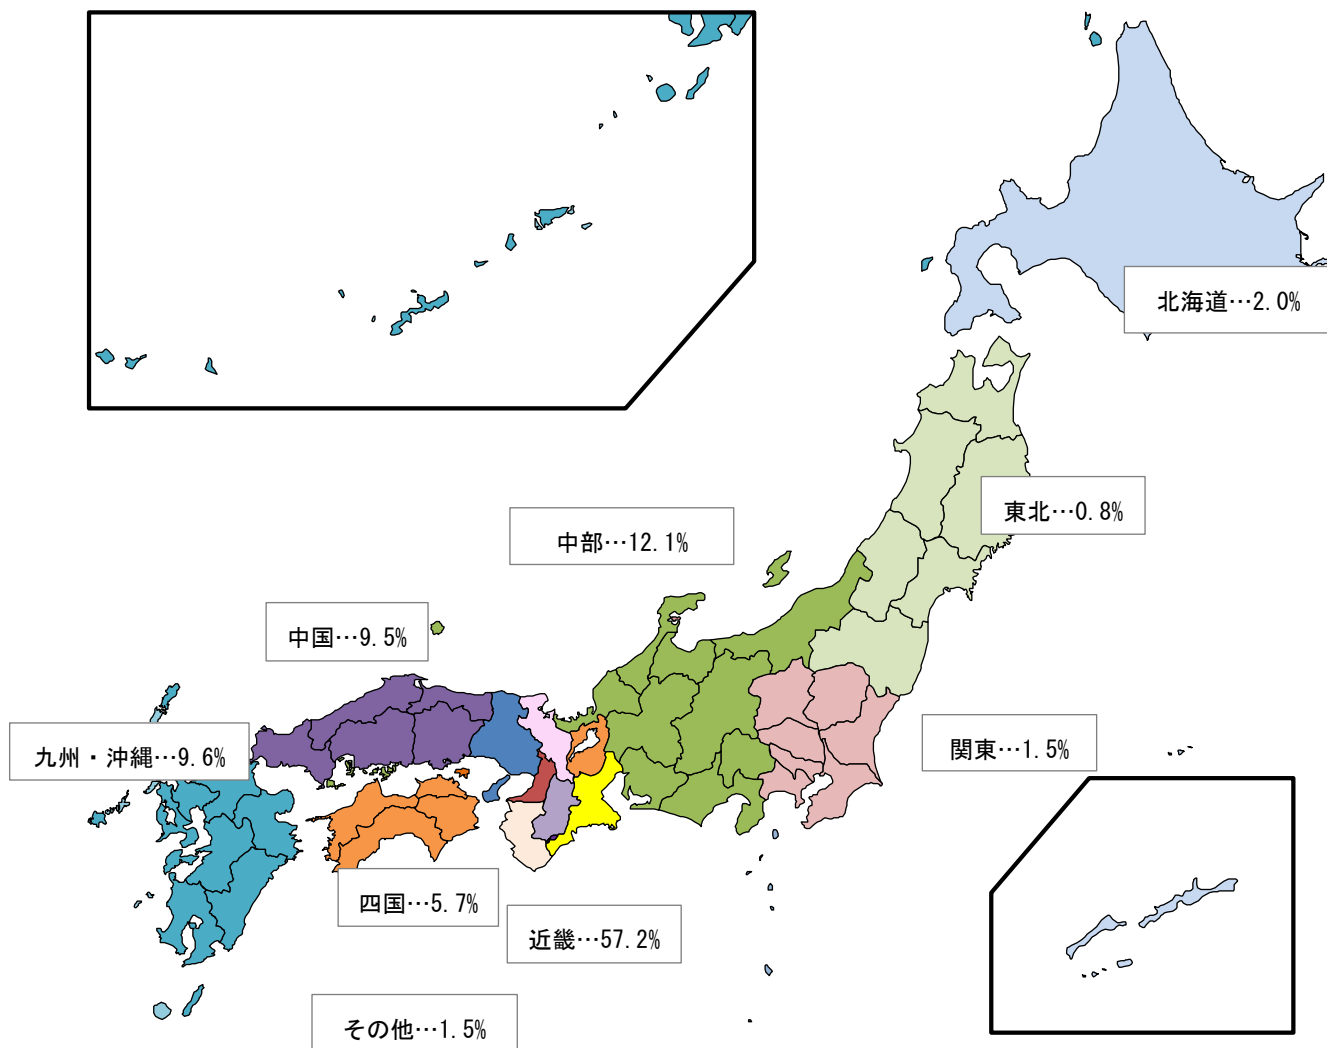 北海道…2.0%
東北…0.8%
中部…12.1%
中国…9.5%
九州・沖縄…9.6%
関東…1.5%
四国…5.7%
近畿…57.2%
その他…1.5%